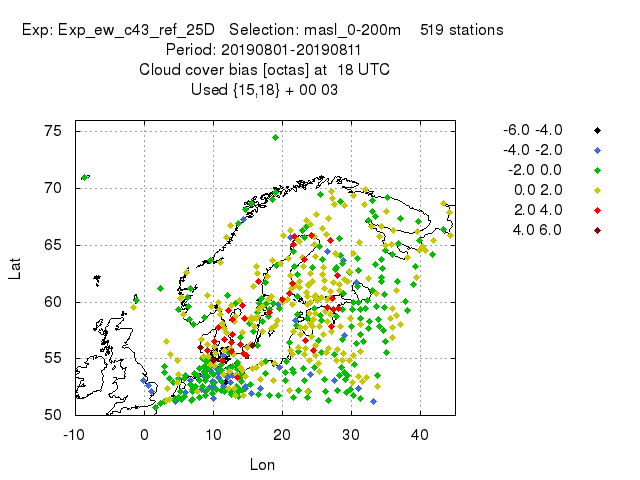 Exp: Exp_ew_c43_ref_25D   Selection: masl_0-200m    519 stations
Period: 20190801-20190811
Cloud cover bias [octas] at  18 UTC
Used {15,18} + 00 03
-6.0 -4.0
-4.0 -2.0
-2.0 0.0
0.0 2.0
2.0 4.0
4.0 6.0
75
70
65
60
55
50
Lat
-10 0 10 20 30 40
Lon